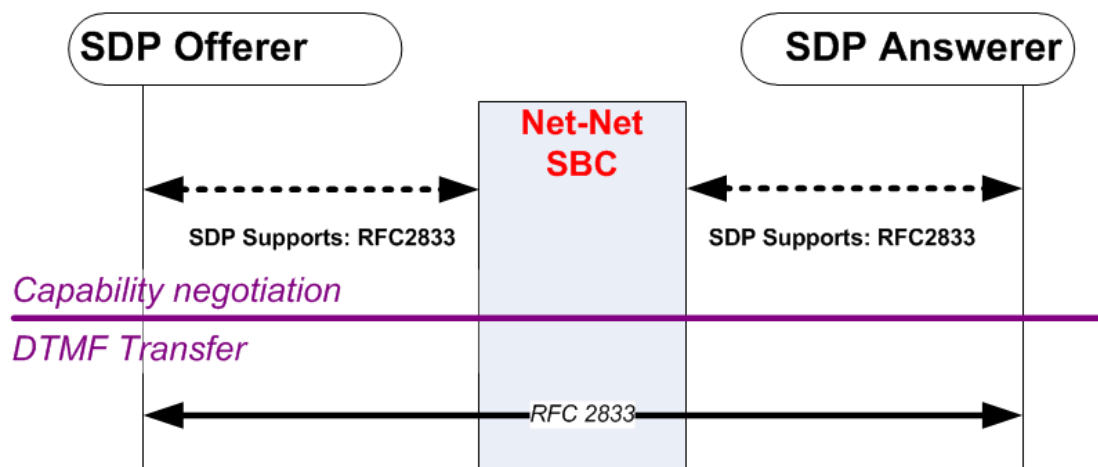 SDP Offerer
SDP Answerer
Net-Net
SBC
SDP Supports: RFC2833
SDP Supports: RFC2833
Capability negotiation
DTMF Transfer
RFC 2833